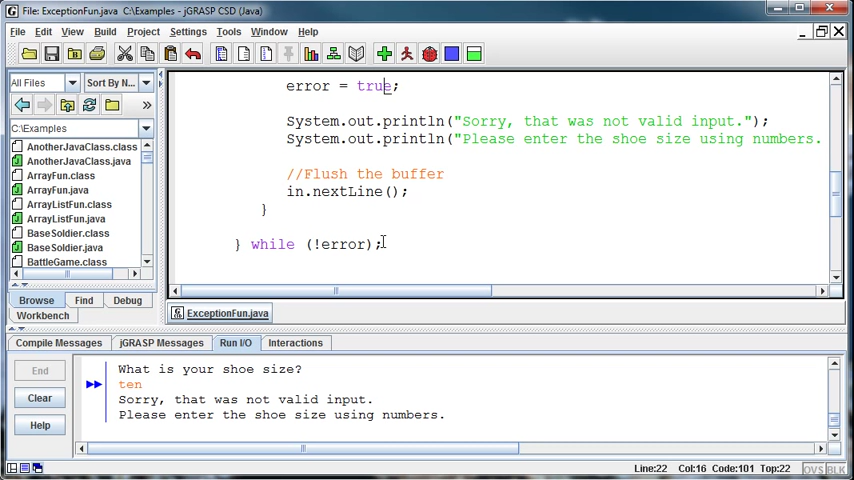 File: ExceptionFun.java C:\Examples - jGRASP CSD (Java)
File Edit View Build Project Settings Tools Window Help
All Files
Sort By N...
C:\Examples
AnotherJavaClass.class
AnotherJavaClass.java
ArrayFun.class
ArrayFun.java
ArrayListFun.class
ArrayListFun.java
BaseSoldier.class
BaseSoldier.java
BattleGame.class
Browse Find Debug
Workbench
error = true;
System.out.println("Sorry, that was not valid input.");
System.out.println("Please enter the shoe size using numbers.
//Flush the buffer
in.nextLine();
}
} while (!error);
ExceptionFun.java
Compile Messages jGRASP Messages Run I/O Interactions
End
Clear
Help
What is your shoe size?
ten
Sorry, that was not valid input.
Please enter the shoe size using numbers.
Line:22 Col:16 Code:101 Top:22 OVS BLK